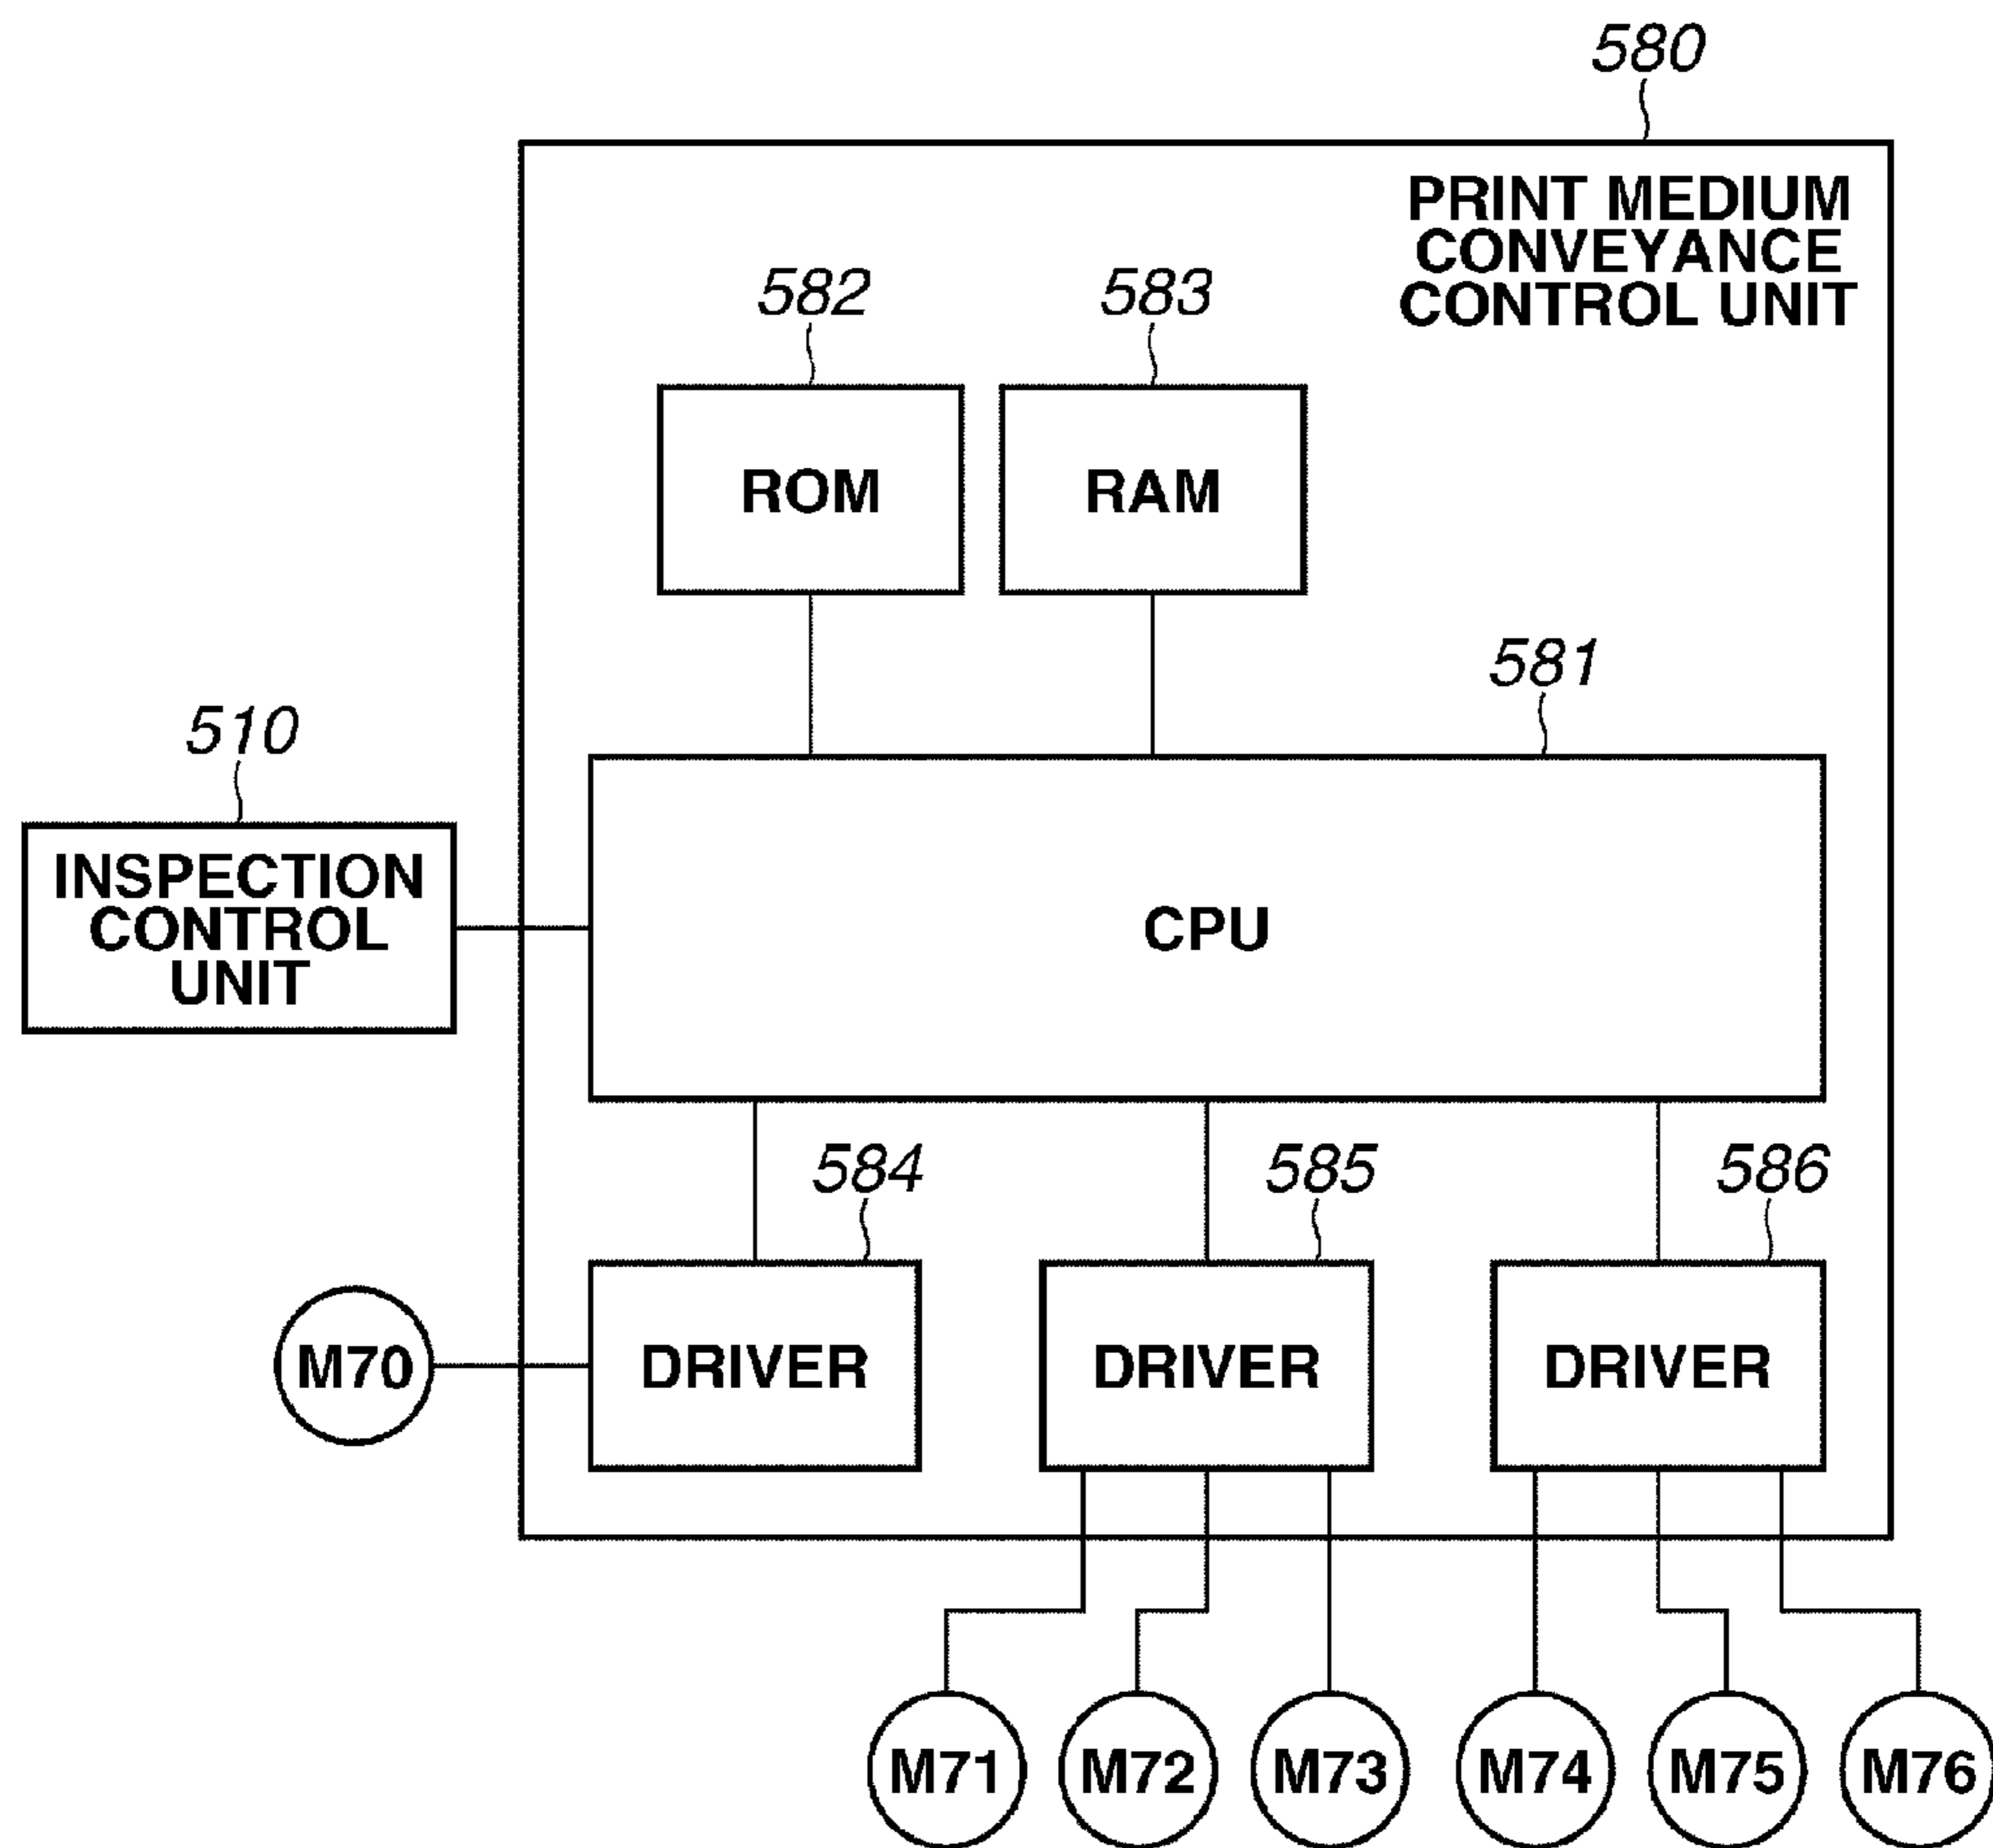 580
PRINT MEDIUM
CONVEYANCE
CONTROL UNIT
582
583
ROM
RAM
581
510
INSPECTION
CONTROL
UNIT
CPU
584
585
586
M70
DRIVER
DRIVER
DRIVER
M71
M72
M73
M74
M75
M76